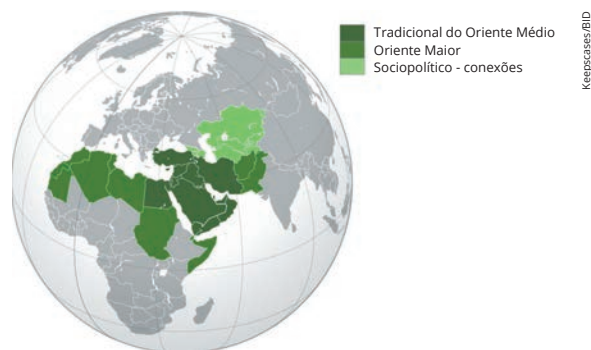 Tradicional do Oriente Médio
Oriente Maior
Sociopolítico - conexões
Keepscases/BID